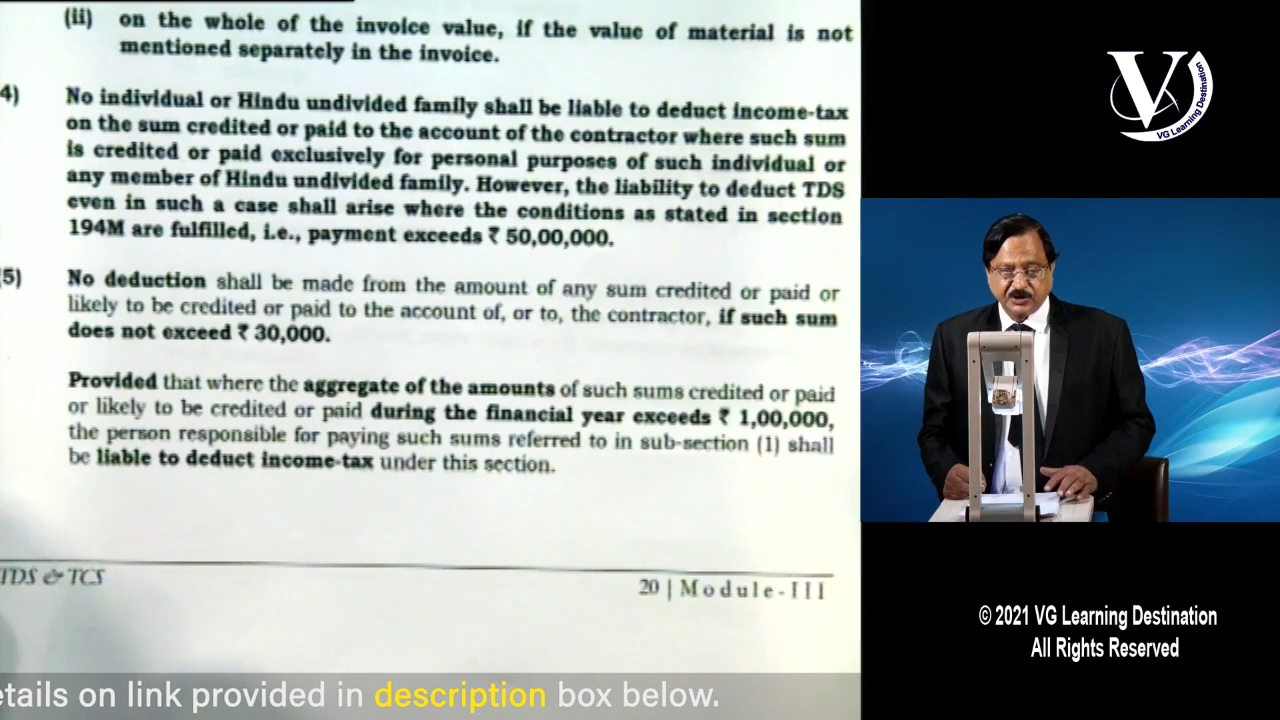 (ii) on the whole of the invoice value, if the value of material is not
mentioned separately in the invoice.
4) No individual or Hindu undivided family shall be liable to deduct income-tax
on the sum credited or paid to the account of the contractor where such sum
is credited or paid exclusively for personal purposes of such individual or
any member of Hindu undivided family. However, the liability to deduct TDS
even in such a case shall arise where the conditions as stated in section
194M are fulfilled, i.e., payment exceeds ₹ 50,00,000.
5) No deduction shall be made from the amount of any sum credited or paid or
likely to be credited or paid to the account of, or to, the contractor, if such sum
does not exceed ₹ 30,000.
Provided that where the aggregate of the amounts of such sums credited or paid
or likely to be credited or paid during the financial year exceeds ₹ 1,00,000,
the person responsible for paying such sums referred to in sub-section (1) shall
be liable to deduct income-tax under this section.
TDS & TCS
20 | Module-III
etails on link provided in description box below.
V
VG Learning Destination
© 2021 VG Learning Destination
All Rights Reserved